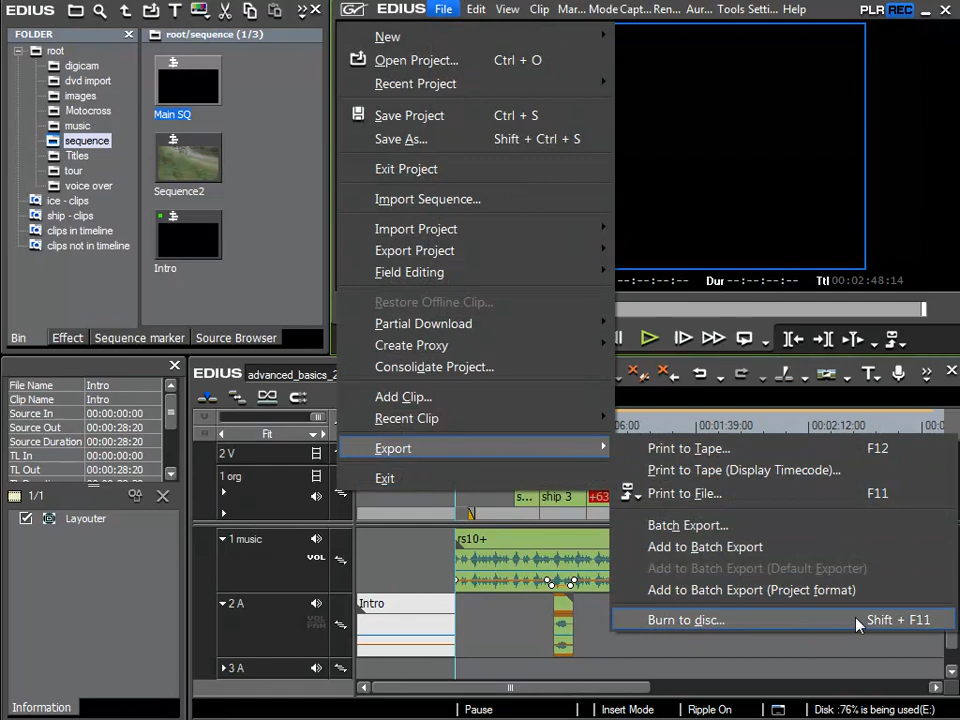 EDIUS
FOLDER
root
digicam
dvd import
images
Motocross
music
sequence
Titles
tour
voice over
ice - clips
ship - clips
clips in timeline
clips not in timeline
root/sequence (1/3)
Main SQ
Sequence2
Intro
Bin Effect Sequence marker Source Browser
EDIUS File Edit View Clip Mar... Mode Capt... Ren... Aur... Tools Setti... Help
PLR REC
New
Open Project... Ctrl + O
Recent Project
Save Project Ctrl + S
Save As... Shift + Ctrl + S
Exit Project
Import Sequence...
Import Project
Export Project
Field Editing
Restore Offline Clip...
Partial Download
Create Proxy
Consolidate Project...
Add Clip...
Recent Clip
Export
Exit
Print to Tape... F12
Print to Tape (Display Timecode)...
Print to File... F11
Batch Export...
Add to Batch Export
Add to Batch Export (Default Exporter)
Add to Batch Export (Project format)
Burn to disc... Shift + F11
--:--:--:-- Dur --:--:--:-- Ttl 00:02:48:14
File Name Intro
Clip Name Intro
Source In 00:00:00:00
Source Out 00:00:28:20
Source Duration 00:00:28:20
TL In 00:00:00:00
TL Out 00:00:28:20
1/1
Layouter
Information
EDIUS advanced_basics_2
Fit
06:00 00:01:39:00 00:02:12:00 00:0
2 V
1 org
s... ship 3 +63
1 music
VOL
rs10+
2 A
VOL
PAN
Intro
3 A
Pause Insert Mode Ripple On Disk :76% is being used(E:)